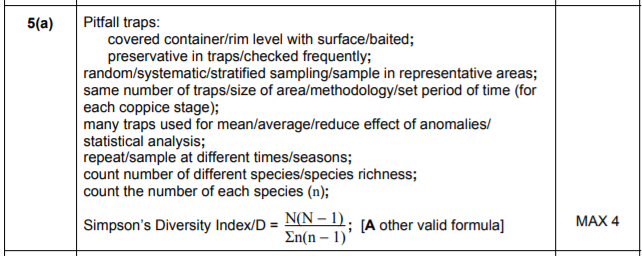 5(a)
Pitfall traps:
covered container/rim level with surface/baited;
preservative in traps/checked frequently;
random/systematic/stratified sampling/sample in representative areas;
same number of traps/size of area/methodology/set period of time (for
each coppice stage);
many traps used for mean/average/reduce effect of anomalies/
statistical analysis;
repeat/sample at different times/seasons;
count number of different species/species richness;
count the number of each species (n);
Simpson's Diversity Index/D = N(N – 1)/Σn(n – 1); [A other valid formula]
MAX 4